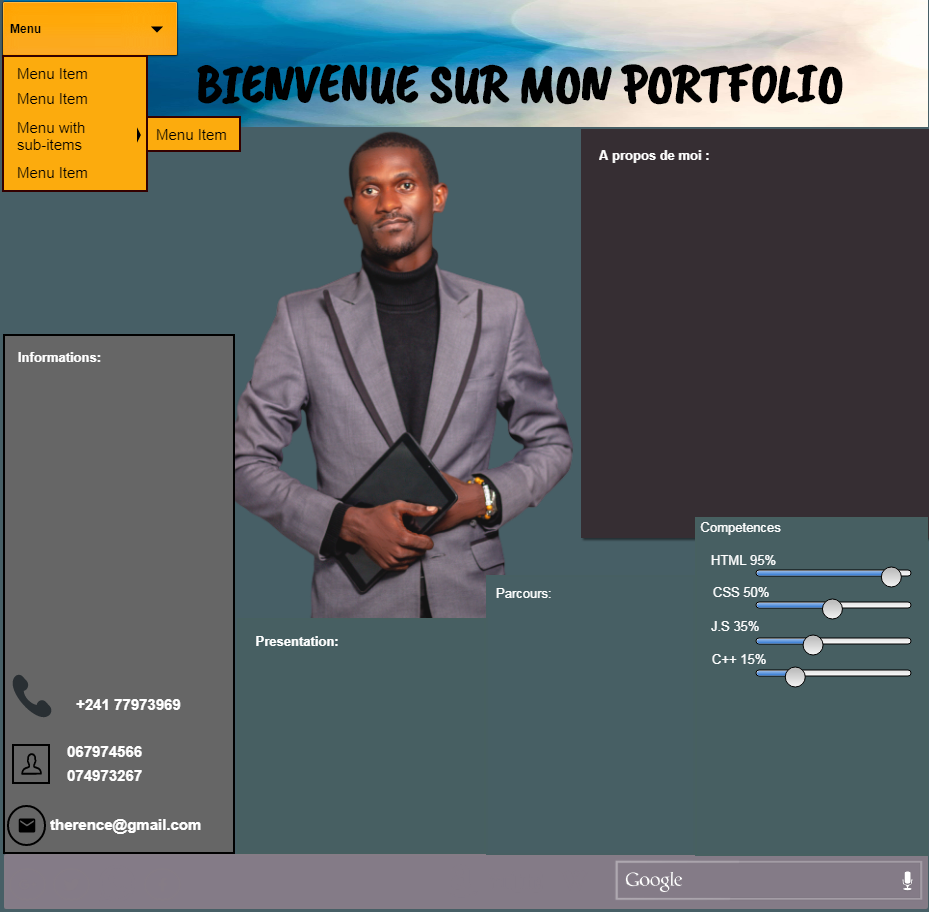 Menu
BIENVENUE SUR MON PORTFOLIO
Menu Item
Menu Item
Menu with
sub-items
Menu Item
Menu Item
A propos de moi :
Informations:
Competences
HTML 95%
CSS 50%
J.S 35%
C++ 15%
Parcours:
Presentation:
+241 77973969
067974566
074973267
therence@gmail.com
Google